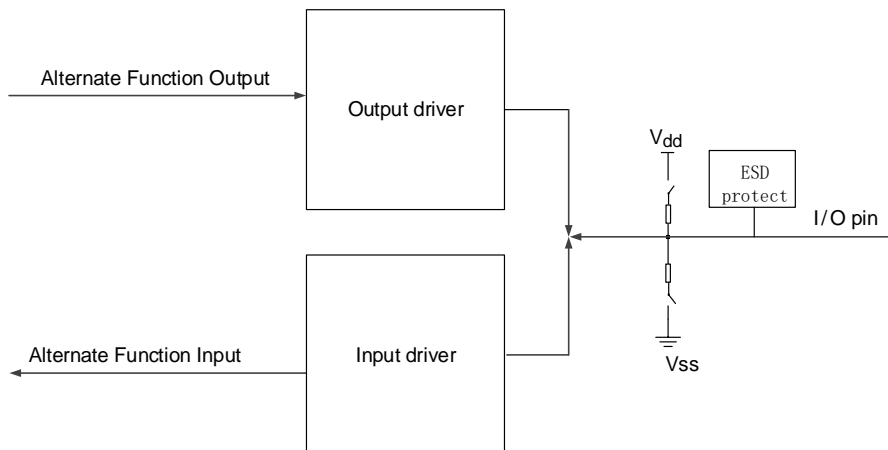 Alternate Function Output
Output driver
Vdd
ESD
protect
I/O pin
Alternate Function Input
Input driver
Vss